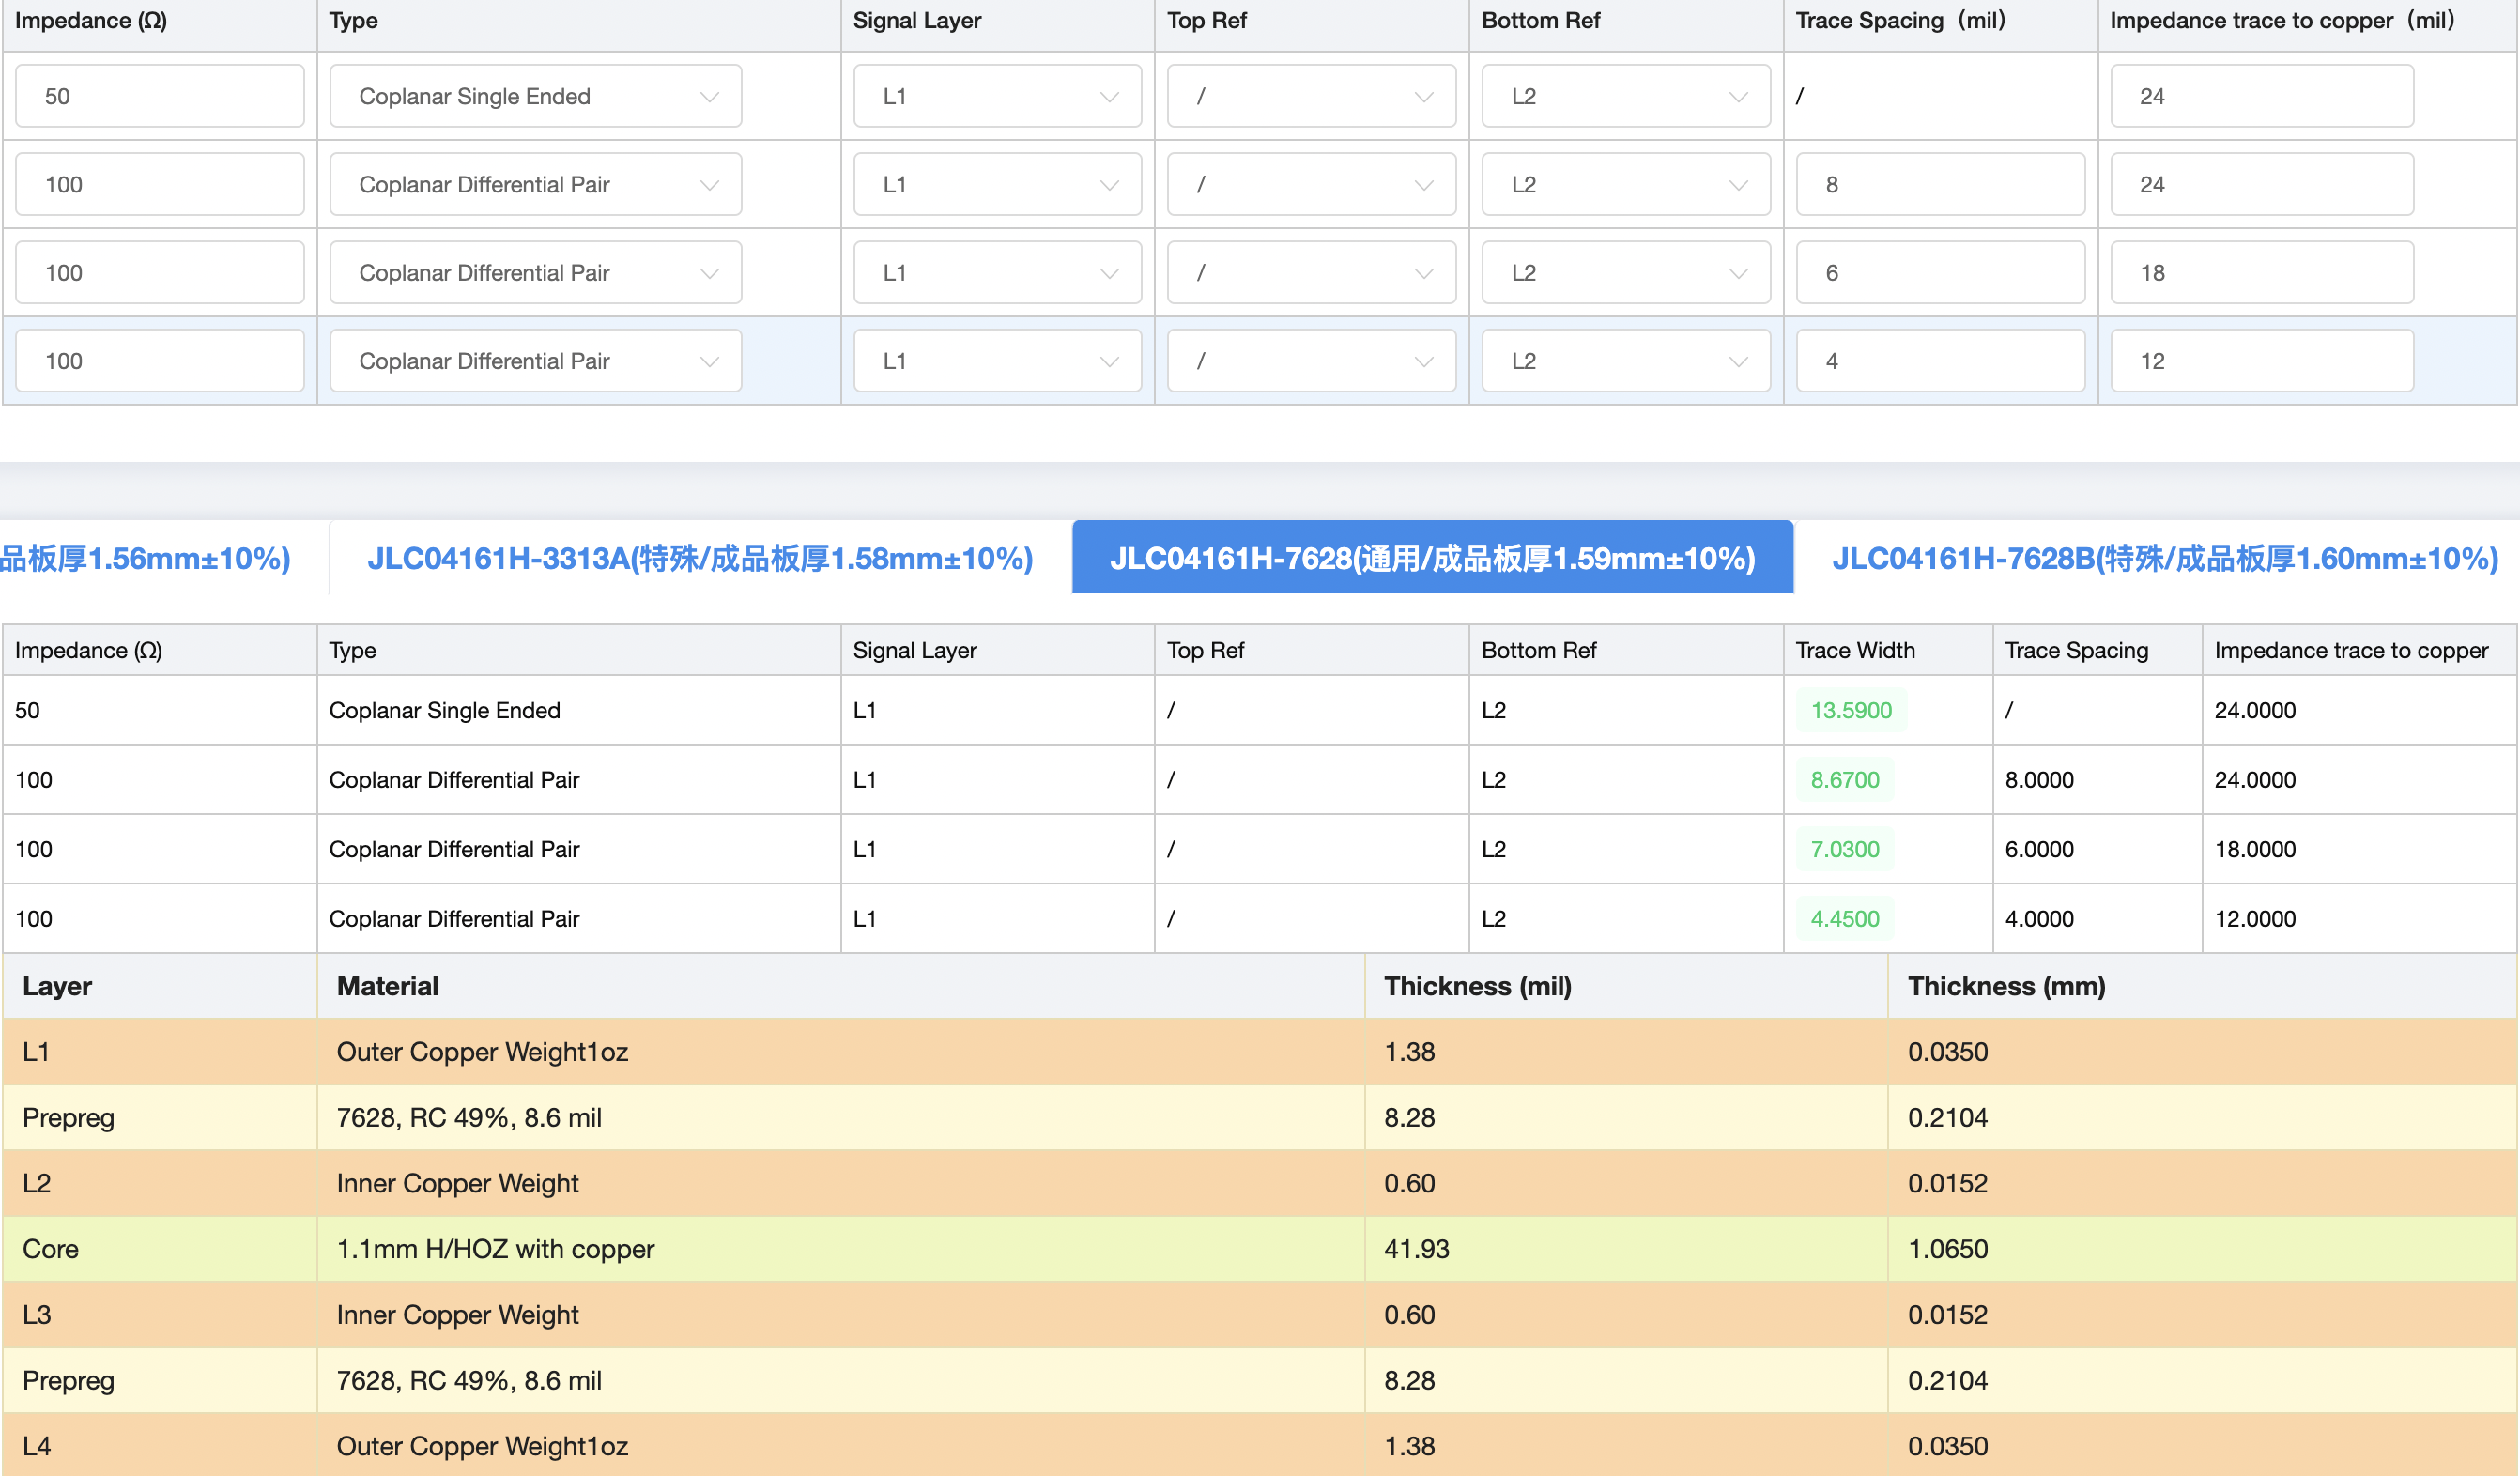 Impedance (Ω) Type Signal Layer Top Ref Bottom Ref Trace Spacing（mil） Impedance trace to copper（mil）
50 Coplanar Single Ended L1 / L2 / 24
100 Coplanar Differential Pair L1 / L2 8 24
100 Coplanar Differential Pair L1 / L2 6 18
100 Coplanar Differential Pair L1 / L2 4 12
品板厚1.56mm±10%) JLC04161H-3313A(特殊/成品板厚1.58mm±10%) JLC04161H-7628(通用/成品板厚1.59mm±10%) JLC04161H-7628B(特殊/成品板厚1.60mm±10%)
Impedance (Ω) Type Signal Layer Top Ref Bottom Ref Trace Width Trace Spacing Impedance trace to copper
50 Coplanar Single Ended L1 / L2 13.5900 / 24.0000
100 Coplanar Differential Pair L1 / L2 8.6700 8.0000 24.0000
100 Coplanar Differential Pair L1 / L2 7.0300 6.0000 18.0000
100 Coplanar Differential Pair L1 / L2 4.4500 4.0000 12.0000
Layer Material Thickness (mil) Thickness (mm)
L1 Outer Copper Weight1oz 1.38 0.0350
Prepreg 7628, RC 49%, 8.6 mil 8.28 0.2104
L2 Inner Copper Weight 0.60 0.0152
Core 1.1mm H/HOZ with copper 41.93 1.0650
L3 Inner Copper Weight 0.60 0.0152
Prepreg 7628, RC 49%, 8.6 mil 8.28 0.2104
L4 Outer Copper Weight1oz 1.38 0.0350